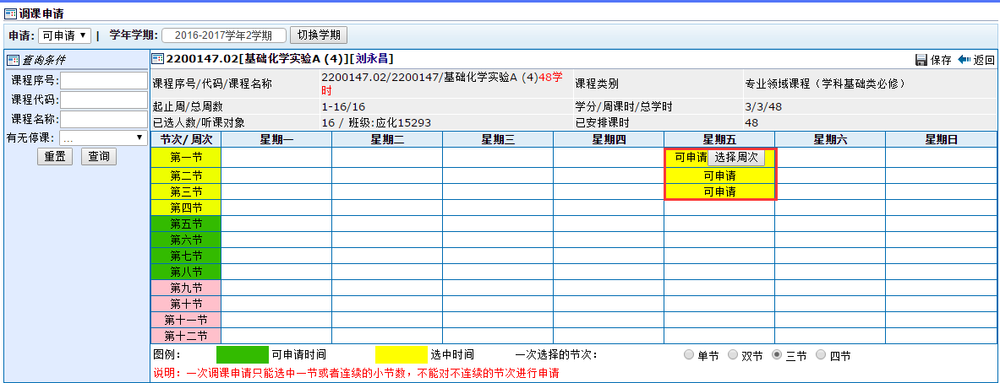 调课申请
申请: 可申请 | 学年学期: 2016-2017学年2学期 切换学期
查询条件
课程序号:
课程代码:
课程名称:
有无停课: ...
重置 查询
2200147.02[基础化学实验A (4)][刘永昌] 保存 返回
课程序号/代码/课程名称 2200147.02/2200147/基础化学实验A (4)48学时 课程类别 专业领域课程（学科基础类必修）
起止周/总周数 1-16/16 学分/周课时/总学时 3/3/48
已选人数/听课对象 16 / 班级:应化15293 已安排课时 48
节次/周次 星期一 星期二 星期三 星期四 星期五 星期六 星期日
第一节 可申请 选择周次
第二节 可申请
第三节 可申请
第四节
第五节
第六节
第七节
第八节
第九节
第十节
第十一节
第十二节
图例： 可申请时间 选中时间 一次选择的节次: 单节 双节 三节 四节
说明：一次调课申请只能选中一节或者连续的小节数，不能对不连续的节次进行申请